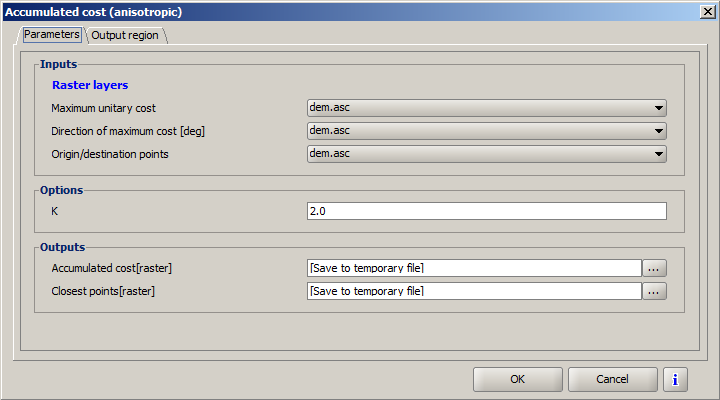 Accumulated cost (anisotropic)
Parameters
Output region
Inputs
Raster layers
Maximum unitary cost
dem.asc
Direction of maximum cost [deg]
dem.asc
Origin/destination points
dem.asc
Options
K
2.0
Outputs
Accumulated cost[raster]
[Save to temporary file]
...
Closest points[raster]
[Save to temporary file]
...
OK
Cancel
i